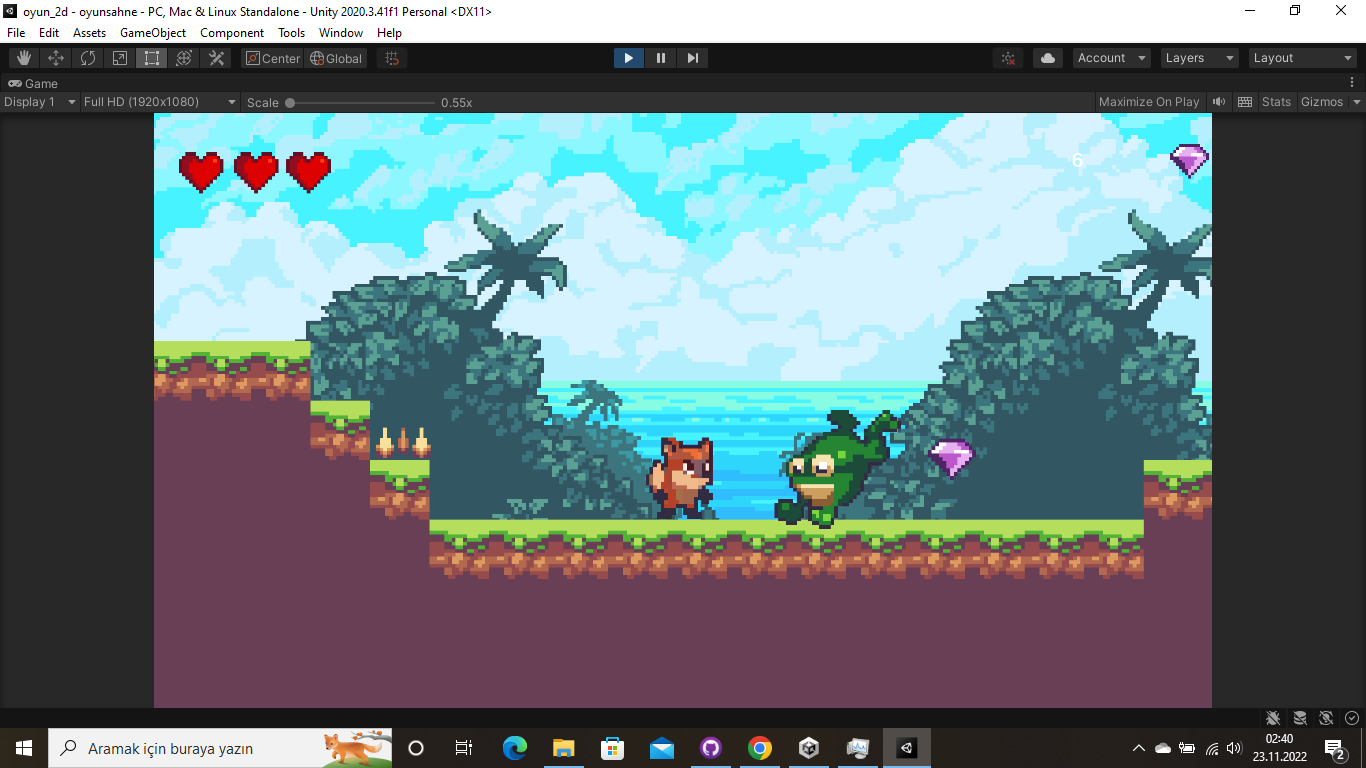 oyun_2d - oyunsahne - PC, Mac & Linux Standalone - Unity 2020.3.41f1 Personal <DX11>
File Edit Assets GameObject Component Tools Window Help
Center Global Account Layers Layout
Game
Display 1 Full HD (1920x1080) Scale 0.55x Maximize On Play Stats Gizmos
6
Aramak için buraya yazın
02:40
23.11.2022
2